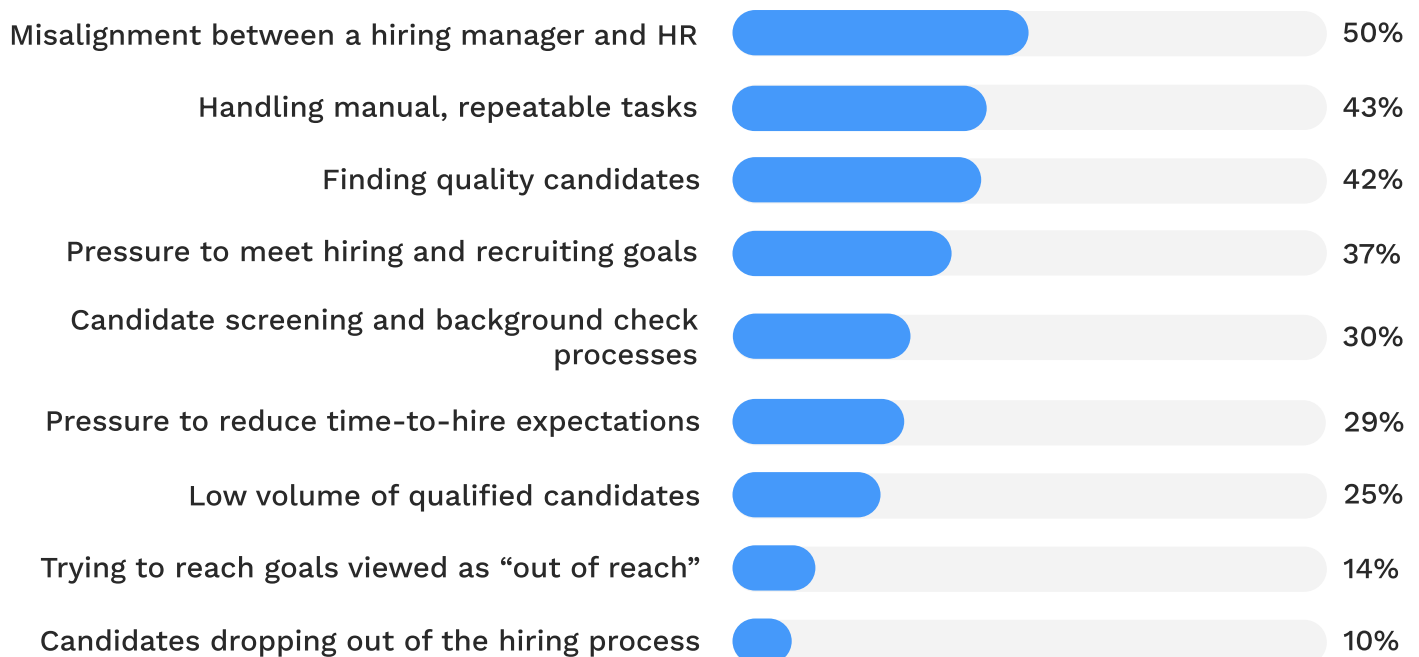 Misalignment between a hiring manager and HR 50%
Handling manual, repeatable tasks 43%
Finding quality candidates 42%
Pressure to meet hiring and recruiting goals 37%
Candidate screening and background check
processes 30%
Pressure to reduce time-to-hire expectations 29%
Low volume of qualified candidates 25%
Trying to reach goals viewed as “out of reach” 14%
Candidates dropping out of the hiring process 10%